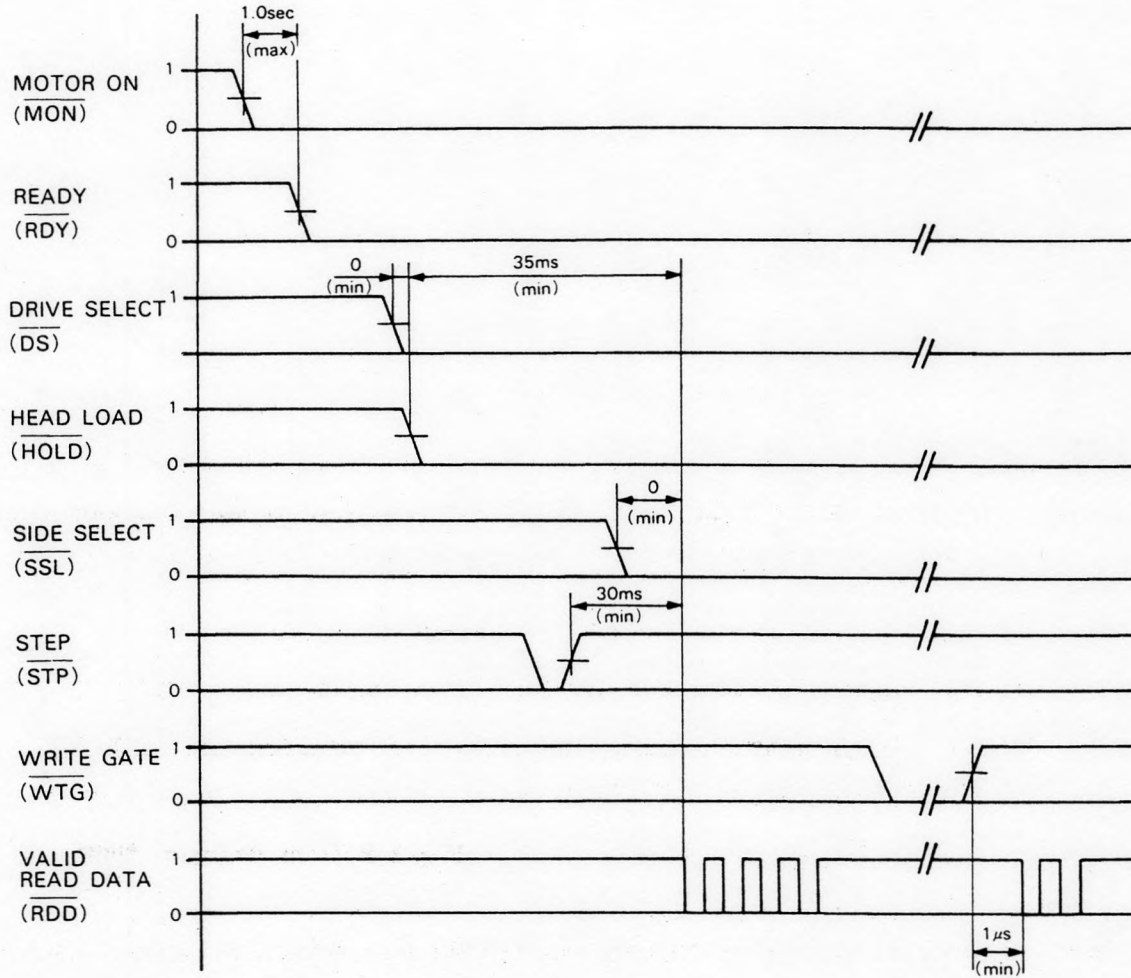 1.0sec
(max)
MOTOR ON
(MON)
1
0
READY
(RDY)
1
0
0
(min)
35ms
(min)
DRIVE SELECT
(DS)
1
HEAD LOAD
(HOLD)
1
0
0
(min)
SIDE SELECT
(SSL)
1
0
30ms
(min)
STEP
(STP)
1
0
WRITE GATE
(WTG)
1
0
VALID
READ DATA
(RDD)
1
0
1μs
(min)